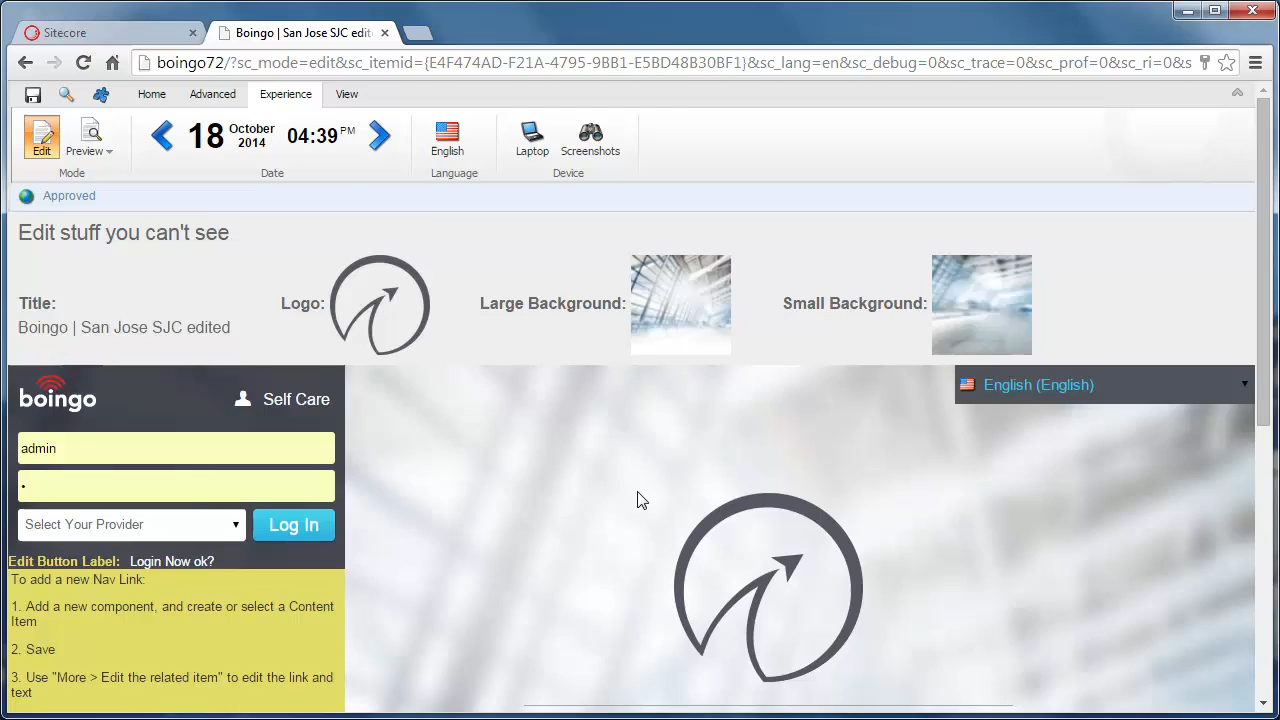 Sitecore
Boingo | San Jose SJC edit
boingo72/?sc_mode=edit&sc_itemid={E4F474AD-F21A-4795-9BB1-E5BD48B30BF1}&sc_lang=en&sc_debug=0&sc_trace=0&sc_prof=0&sc_ri=0&s
Home Advanced Experience View
18 October 2014 04:39 PM
Edit Preview English Laptop Screenshots
Mode Date Language Device
Approved
Edit stuff you can't see
Title: Logo: Large Background: Small Background:
Boingo | San Jose SJC edited
boingo Self Care
English (English)
admin
Select Your Provider Log In
Edit Button Label: Login Now ok?
To add a new Nav Link:
1. Add a new component, and create or select a Content
Item
2. Save
3. Use "More > Edit the related item" to edit the link and
text